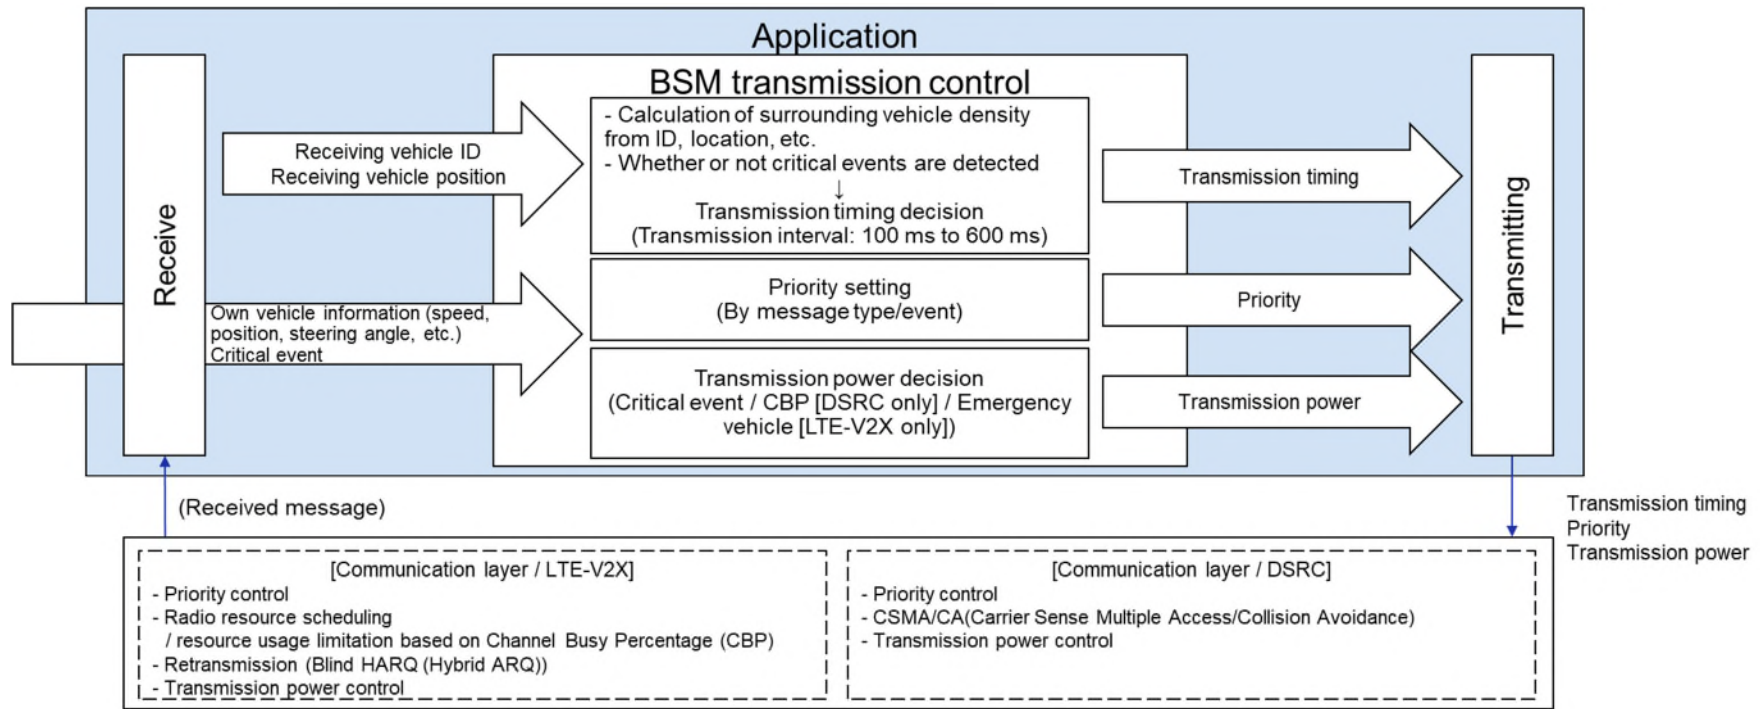 Application
BSM transmission control
Receive
Receiving vehicle ID
Receiving vehicle position
- Calculation of surrounding vehicle density
from ID, location, etc.
- Whether or not critical events are detected
↓
Transmission timing decision
(Transmission interval: 100 ms to 600 ms)
Transmission timing
Own vehicle information (speed,
position, steering angle, etc.)
Critical event
Priority setting
(By message type/event)
Priority
Transmission power decision
(Critical event / CBP [DSRC only] / Emergency
vehicle [LTE-V2X only])
Transmission power
Transmitting
(Received message)
Transmission timing
Priority
Transmission power
[Communication layer / LTE-V2X]
- Priority control
- Radio resource scheduling
/ resource usage limitation based on Channel Busy Percentage (CBP)
- Retransmission (Blind HARQ (Hybrid ARQ))
- Transmission power control
[Communication layer / DSRC]
- Priority control
- CSMA/CA(Carrier Sense Multiple Access/Collision Avoidance)
- Transmission power control